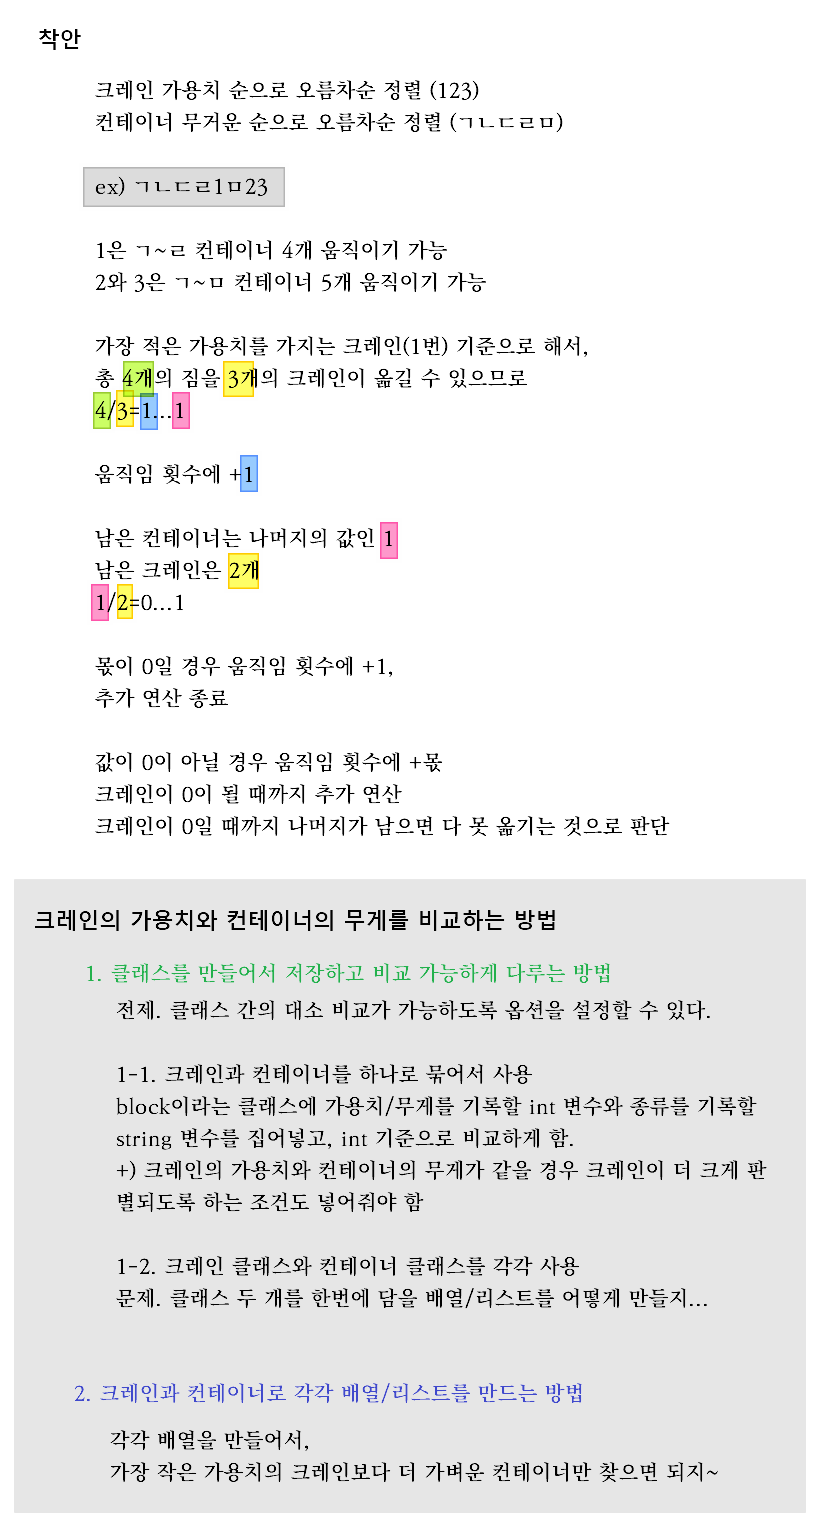 착안
크레인 가용치 순으로 오름차순 정렬 (123)
컨테이너 무거운 순으로 오름차순 정렬 (ㄱㄴㄷㄹㅁ)
ex) ㄱㄴㄷㄹ1ㅁ23
1은 ㄱ~ㄹ 컨테이너 4개 움직이기 가능
2와 3은 ㄱ~ㅁ 컨테이너 5개 움직이기 가능
가장 적은 가용치를 가지는 크레인(1번) 기준으로 해서,
총 4개의 짐을 3개의 크레인이 옮길 수 있으므로
4/3=1...1
움직임 횟수에 +1
남은 컨테이너는 나머지의 값인 1
남은 크레인은 2개
1/2=0...1
몫이 0일 경우 움직임 횟수에 +1,
추가 연산 종료
값이 0이 아닐 경우 움직임 횟수에 +몫
크레인이 0이 될 때까지 추가 연산
크레인이 0일 때까지 나머지가 남으면 다 못 옮기는 것으로 판단
크레인의 가용치와 컨테이너의 무게를 비교하는 방법
1. 클래스를 만들어서 저장하고 비교 가능하게 다루는 방법
전제. 클래스 간의 대소 비교가 가능하도록 옵션을 설정할 수 있다.
1-1. 크레인과 컨테이너를 하나로 묶어서 사용
block이라는 클래스에 가용치/무게를 기록할 int 변수와 종류를 기록할
string 변수를 집어넣고, int 기준으로 비교하게 함.
+) 크레인의 가용치와 컨테이너의 무게가 같을 경우 크레인이 더 크게 판
별되도록 하는 조건도 넣어줘야 함
1-2. 크레인 클래스와 컨테이너 클래스를 각각 사용
문제. 클래스 두 개를 한번에 담을 배열/리스트를 어떻게 만들지...
2. 크레인과 컨테이너로 각각 배열/리스트를 만드는 방법
각각 배열을 만들어서,
가장 작은 가용치의 크레인보다 더 가벼운 컨테이너만 찾으면 되지~